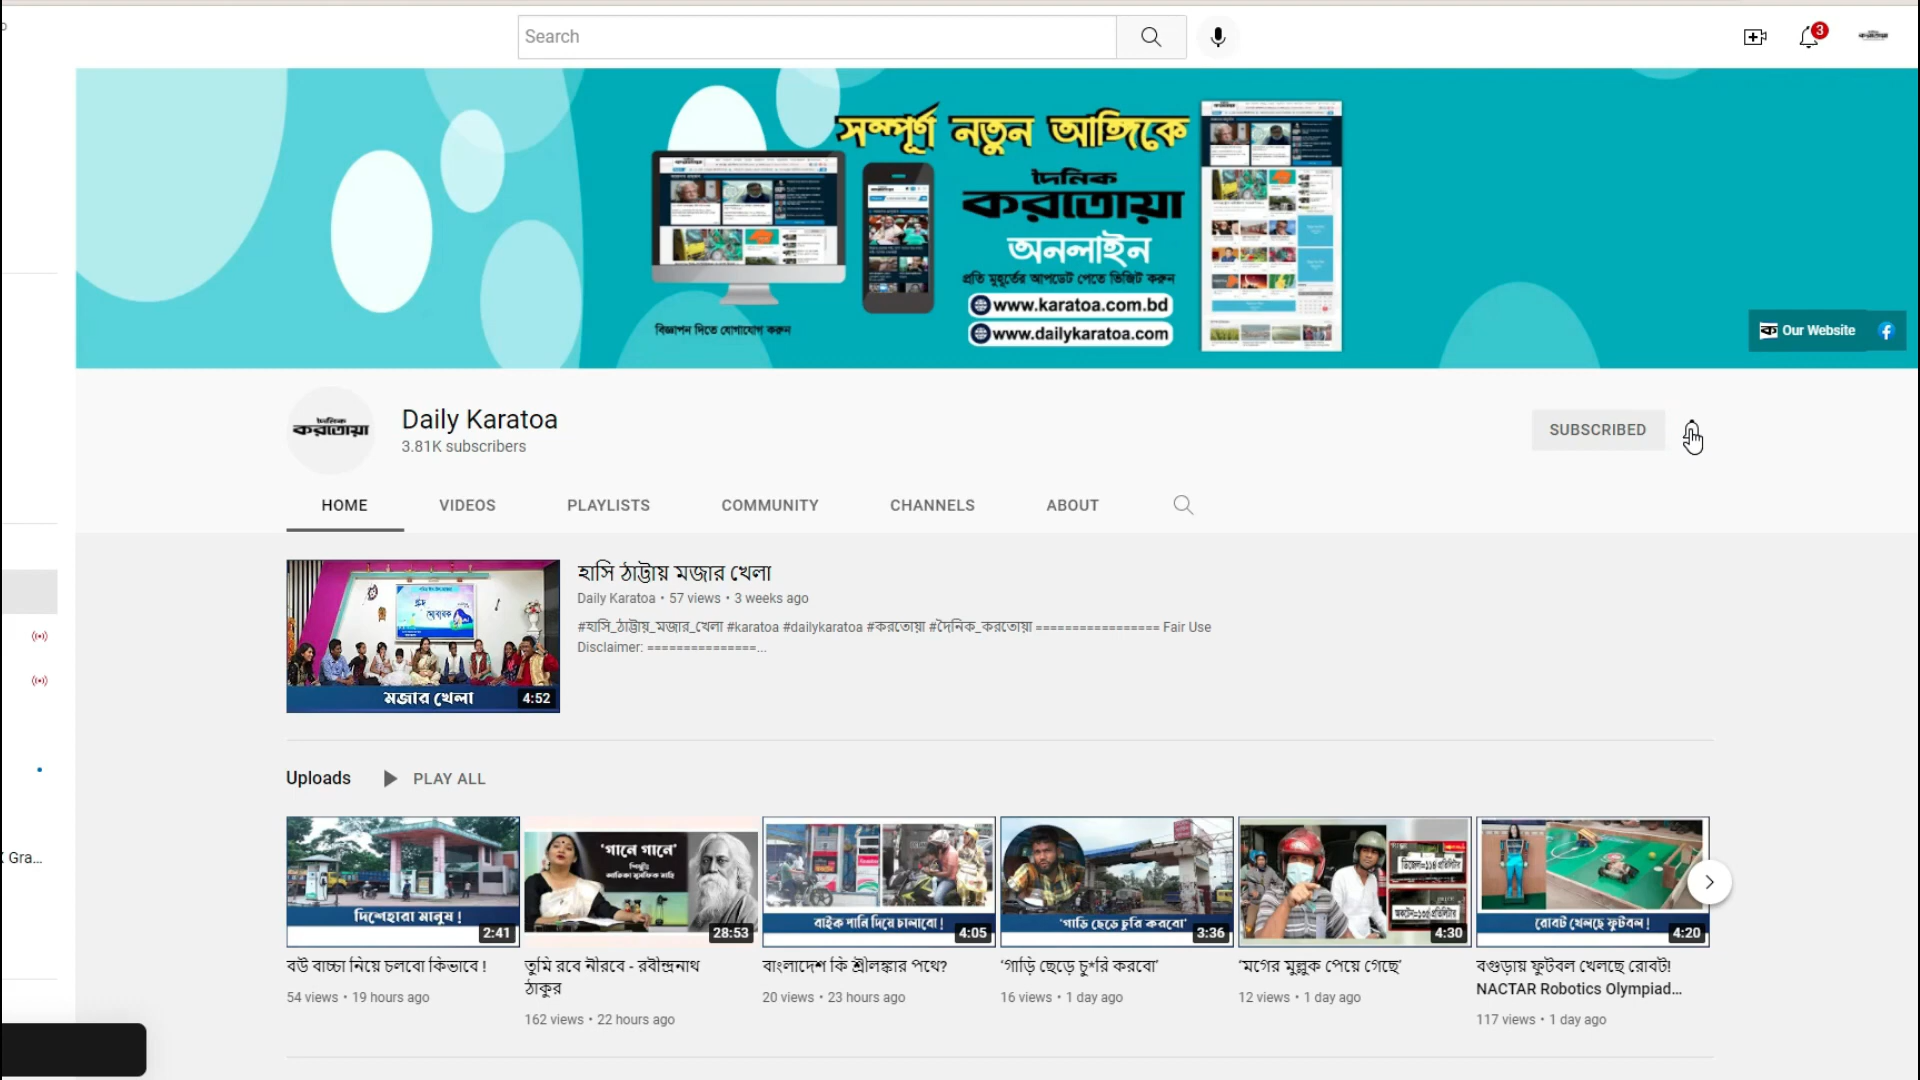 Search
3
সম্পূর্ণ নতুন আঙ্গিকে
দৈনিক
করতোয়া
অনলাইন
প্রতি মুহূর্তের আপডেট পেতে ভিজিট করুন
www.karatoa.com.bd
www.dailykaratoa.com
বিজ্ঞাপন দিতে যোগাযোগ করুন
Our Website
দৈনিক
করতোয়া
Daily Karatoa
3.81K subscribers
SUBSCRIBED
HOME VIDEOS PLAYLISTS COMMUNITY CHANNELS ABOUT
মজার খেলা
4:52
হাসি ঠাট্টায় মজার খেলা
Daily Karatoa • 57 views • 3 weeks ago
#হাসি_ঠাট্টায়_মজার_খেলা #karatoa #dailykaratoa #করতোয়া #দৈনিক_করতোয়া ================= Fair Use
Disclaimer: ===============...
Uploads PLAY ALL
Gra...
দিশেহারা মানুষ !
2:41
'গানে গানে'
28:53
বাইক পানি দিয়ে চালাবো !
4:05
'গাড়ি ছেড়ে চুরি করবো'
3:36
4:30
রোবট খেলছে ফুটবল !
4:20
বউ বাচ্চা নিয়ে চলবো কিভাবে !
54 views • 19 hours ago
তুমি রবে নীরবে - রবীন্দ্রনাথ
ঠাকুর
162 views • 22 hours ago
বাংলাদেশ কি শ্রীলঙ্কার পথে?
20 views • 23 hours ago
'গাড়ি ছেড়ে চু*রি করবো'
16 views • 1 day ago
'মগের মুল্লুক পেয়ে গেছে'
12 views • 1 day ago
বগুড়ায় ফুটবল খেলছে রোবট!
NACTAR Robotics Olympiad...
117 views • 1 day ago